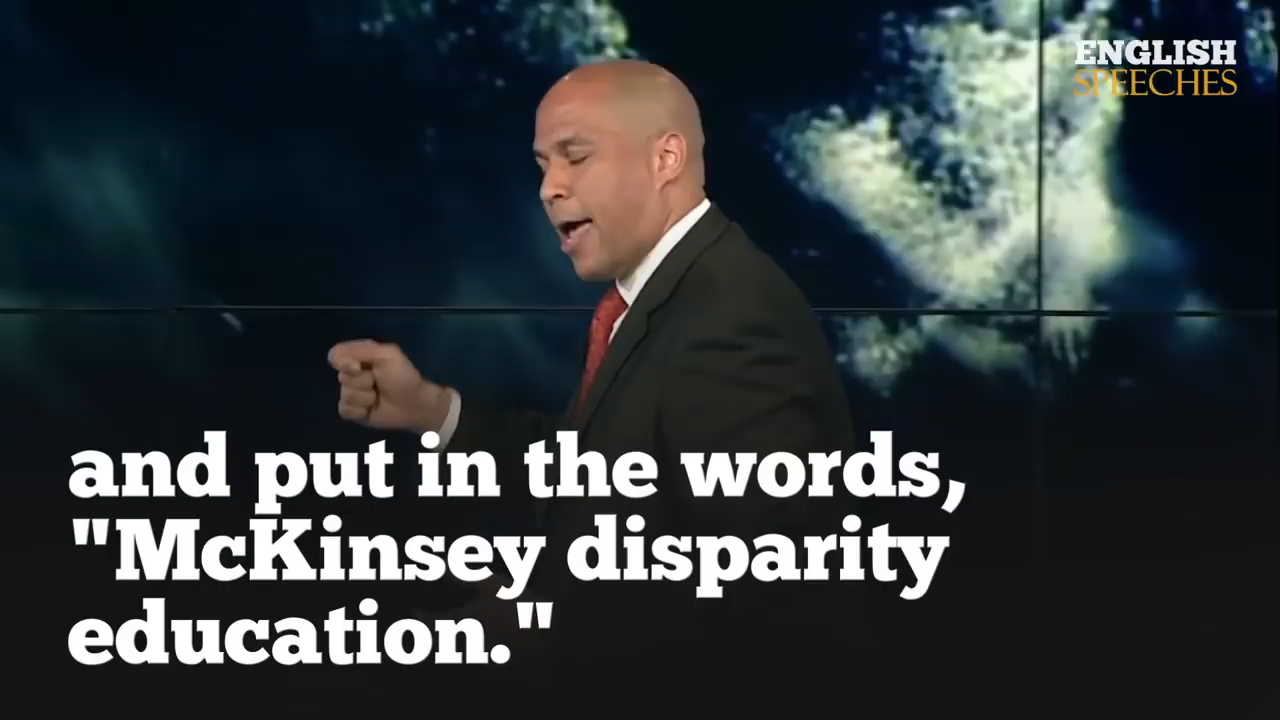 ENGLISH
SPEECHES
and put in the words,
"McKinsey disparity
education."